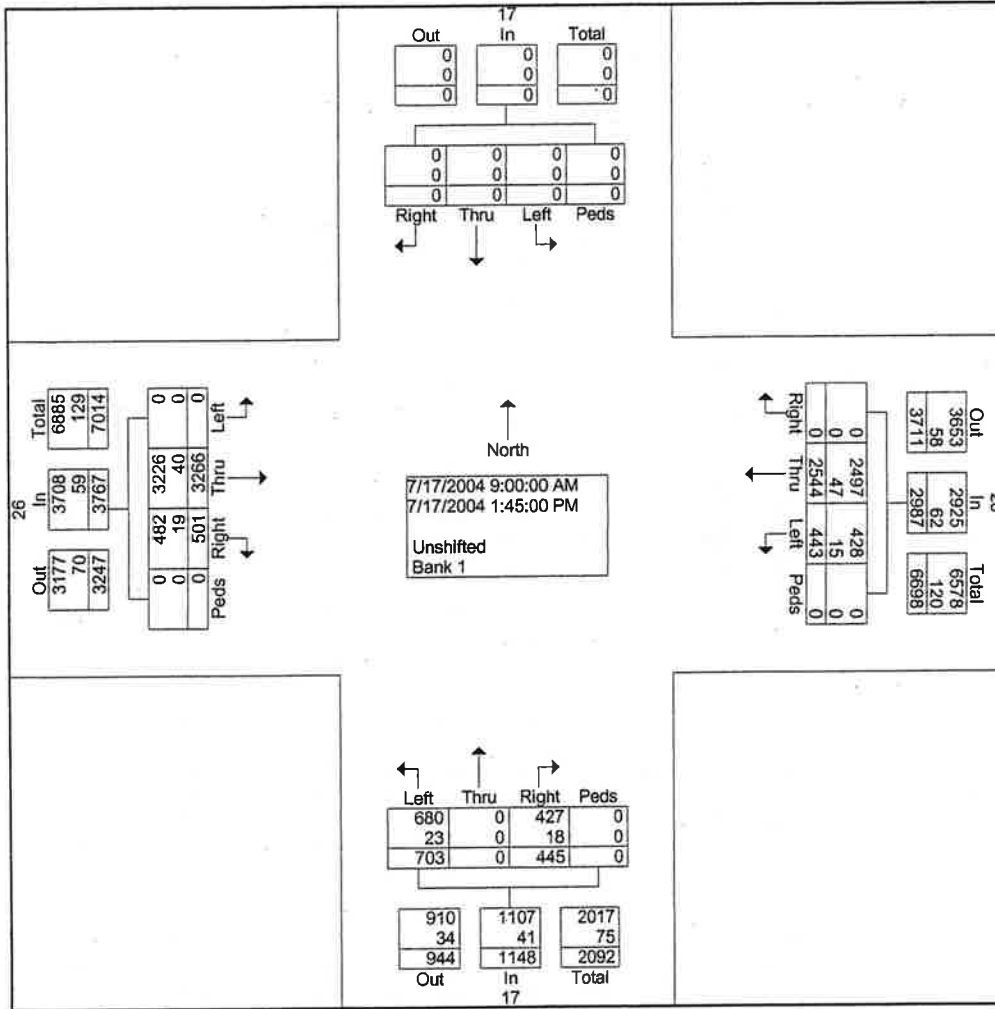 17
Out In Total
0 0 0
0 0 0
0 0 0
0 0 0 0
0 0 0 0
0 0 0 0
Right Thru Left Peds
26
Total In Out
6885 3708 3177
129 59 70
7014 3767 3247
0 3226 482 0
0 40 19 0
0 3266 501 0
Left Thru Right Peds
North
7/17/2004 9:00:00 AM
7/17/2004 1:45:00 PM
Unshifted
Bank 1
Out In Total
3653 2925 6578
58 62 120
3711 2987 6698
0 2497 428 0
0 47 15 0
0 2544 443 0
Right Thru Left Peds
Left Thru Right Peds
680 0 427 0
23 0 18 0
703 0 445 0
910 1107 2017
34 41 75
944 1148 2092
Out In Total
17